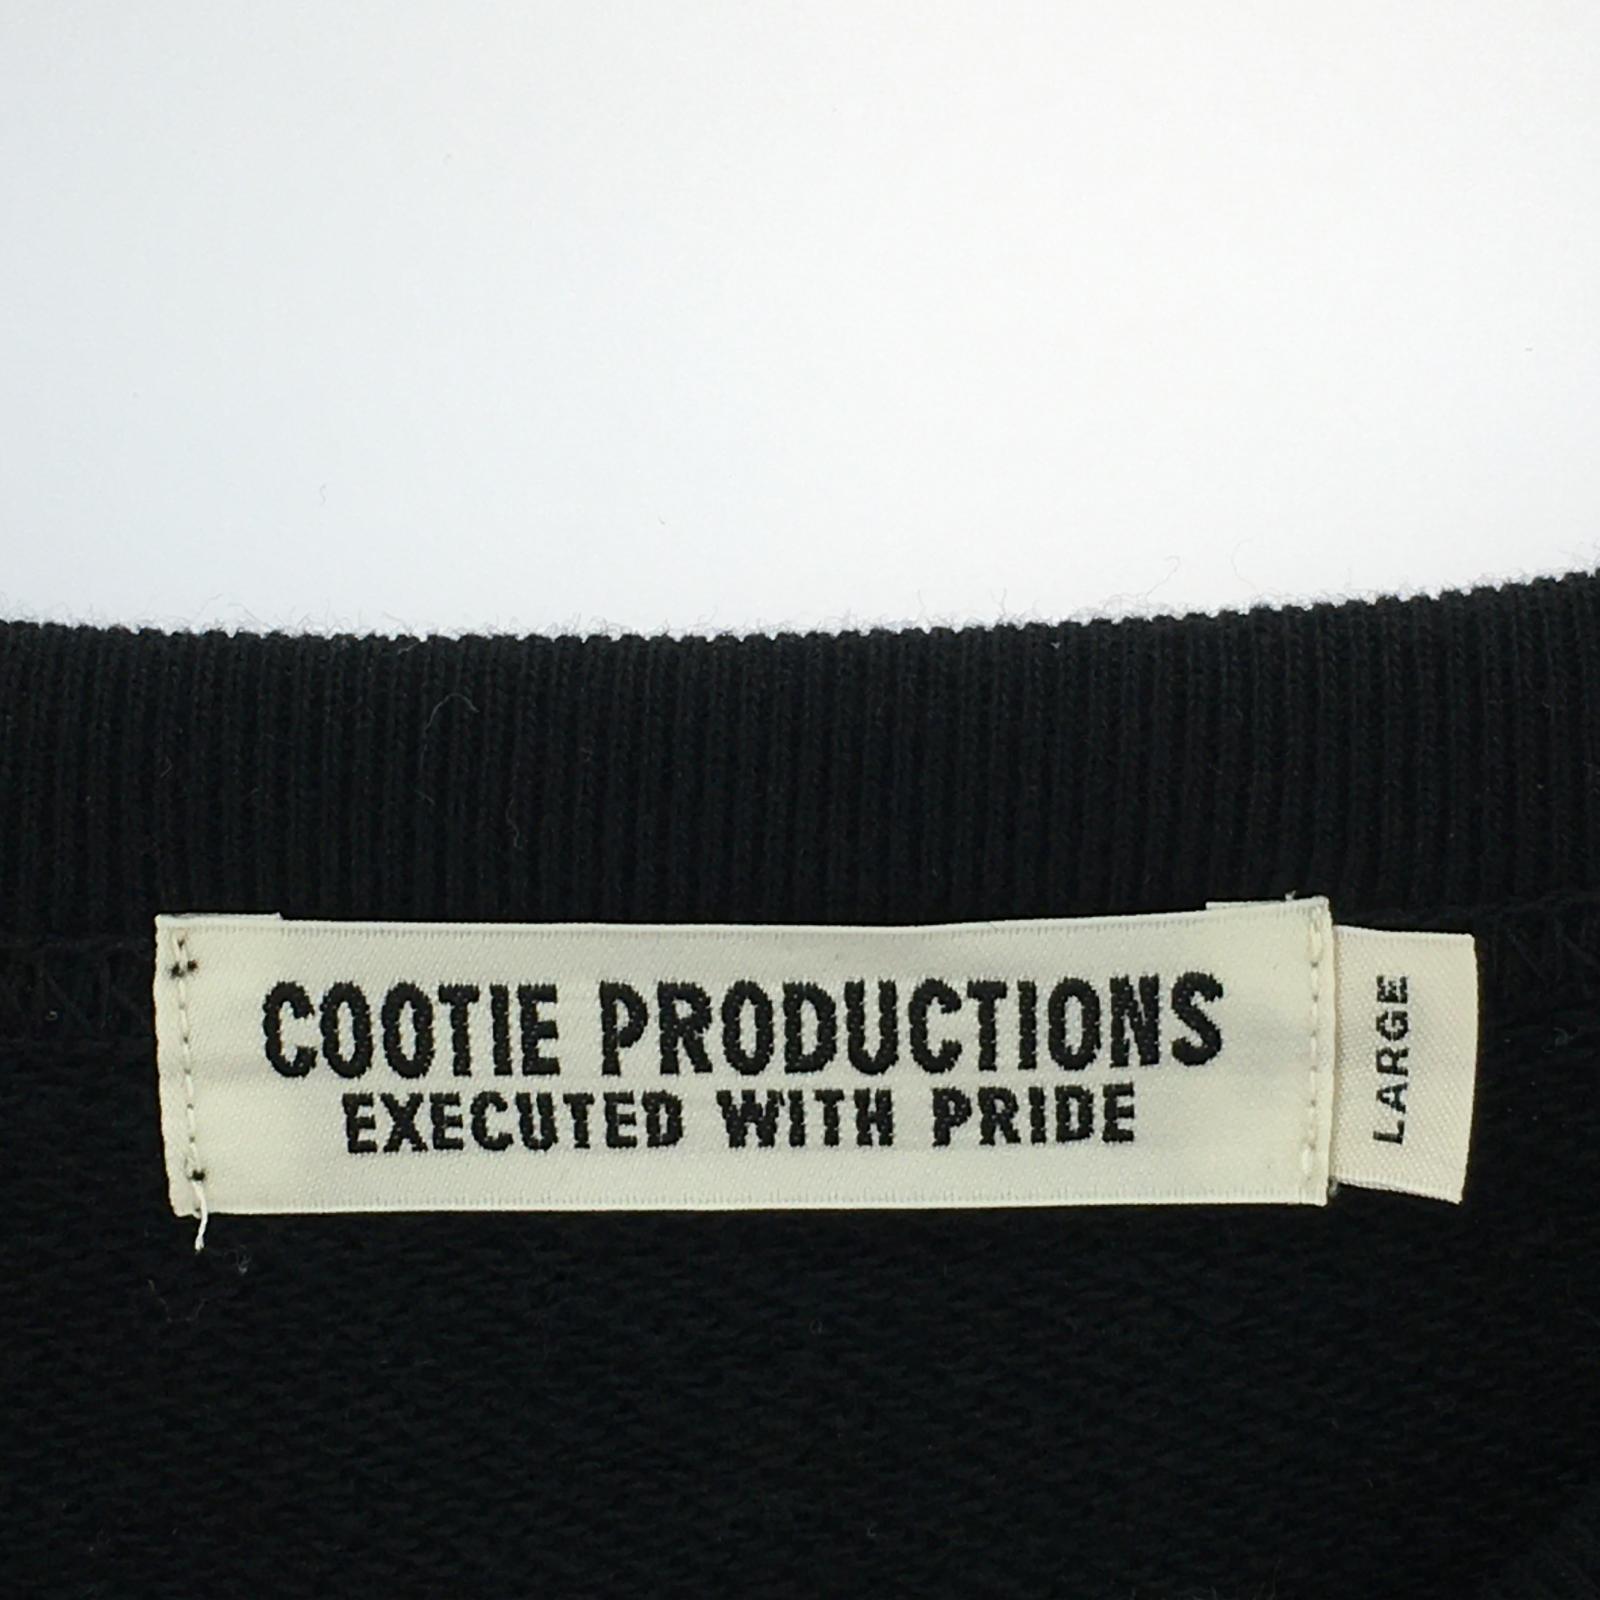 COOTIE PRODUCTIONS
EXECUTED WITH PRIDE
LARGE